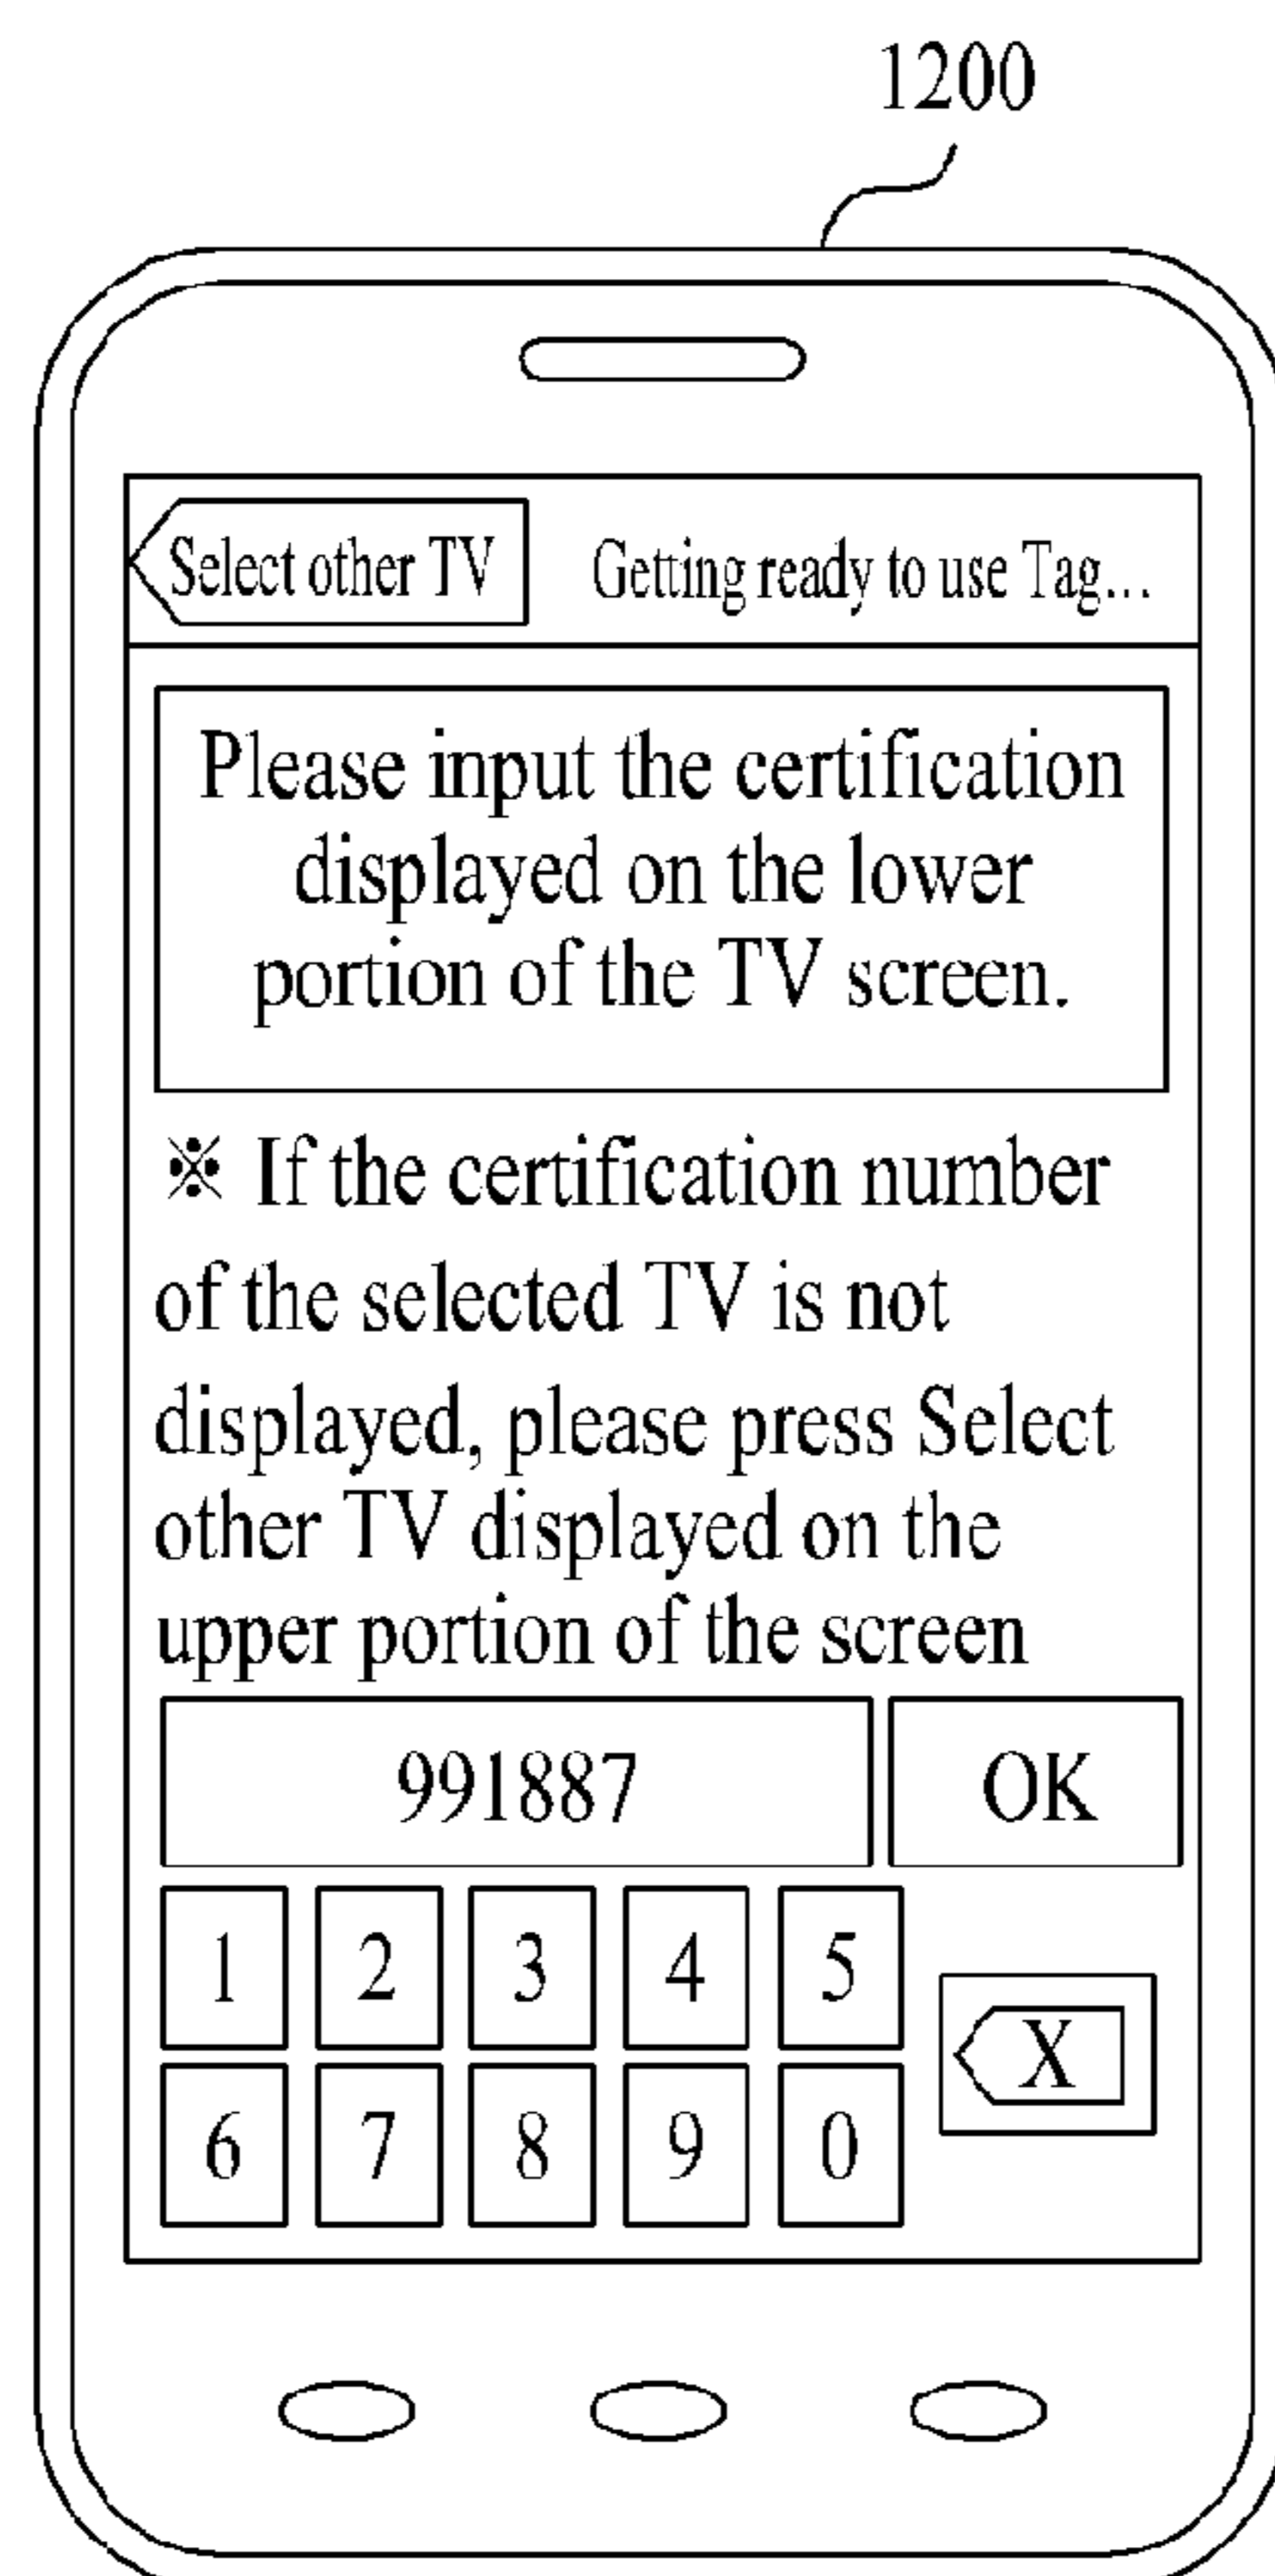 1200
Select other TV Getting ready to use Tag...
Please input the certification
displayed on the lower
portion of the TV screen.
※ If the certification number
of the selected TV is not
displayed, please press Select
other TV displayed on the
upper portion of the screen
991887 OK
1 2 3 4 5
X
6 7 8 9 0